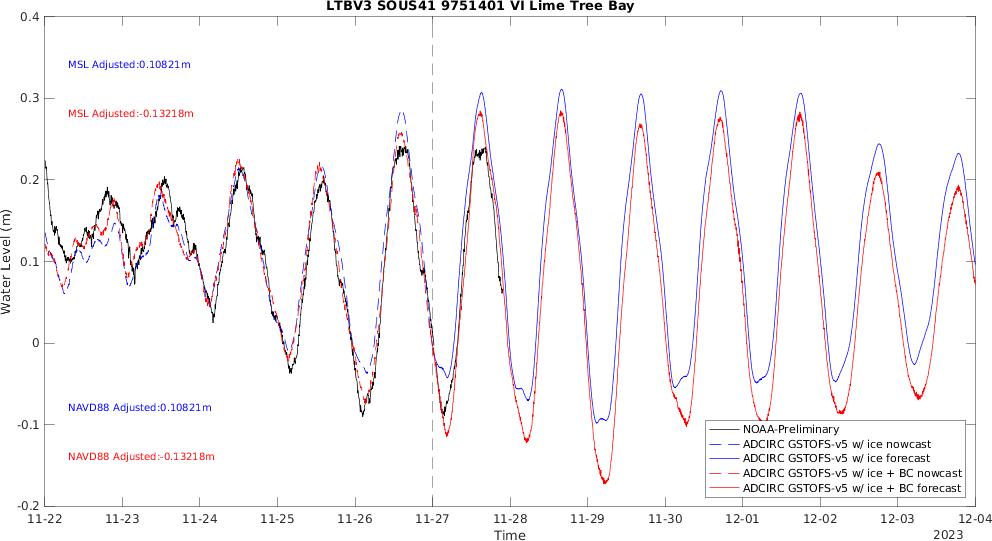 LTBV3 SOUS41 9751401 VI Lime Tree Bay
0.4
0.3
0.2
0.1
0
-0.1
-0.2
Water Level (m)
MSL Adjusted:0.10821m
MSL Adjusted:-0.13218m
NAVD88 Adjusted:0.10821m
NAVD88 Adjusted:-0.13218m
NOAA-Preliminary
ADCIRC GSTOFS-v5 w/ ice nowcast
ADCIRC GSTOFS-v5 w/ ice forecast
ADCIRC GSTOFS-v5 w/ ice + BC nowcast
ADCIRC GSTOFS-v5 w/ ice + BC forecast
11-22 11-23 11-24 11-25 11-26 11-27 11-28 11-29 11-30 12-01 12-02 12-03 12-04
Time
2023